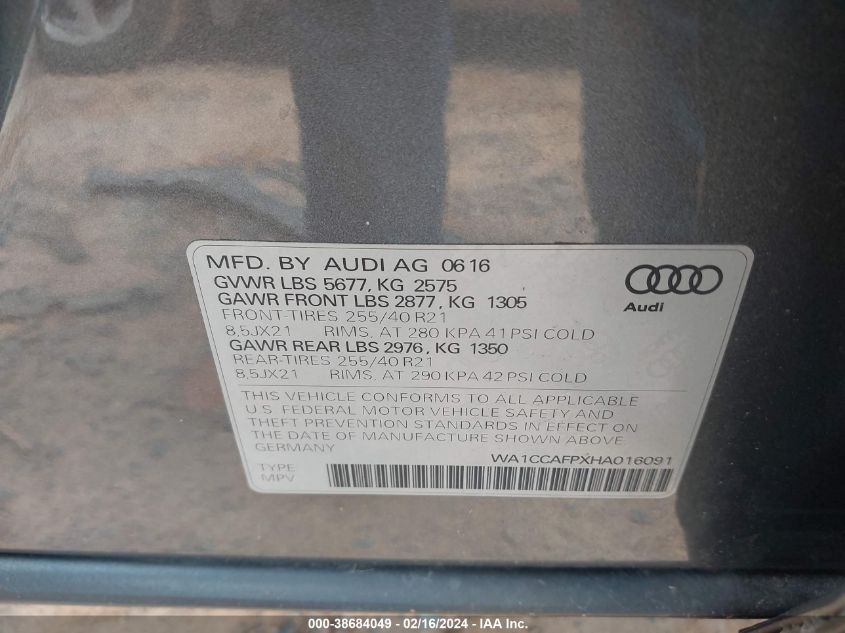 MFD. BY AUDI AG 0616
GVWR LBS 5677, KG 2575
GAWR FRONT LBS 2877, KG 1305
FRONT-TIRES 255/40 R21
8,5JX21 RIMS, AT 280 KPA 41 PSI COLD
GAWR REAR LBS 2976, KG 1350
REAR-TIRES 255/40 R21
8,5JX21 RIMS, AT 290 KPA 42 PSI COLD
Audi
THIS VEHICLE CONFORMS TO ALL APPLICABLE
U.S. FEDERAL MOTOR VEHICLE SAFETY AND
THEFT PREVENTION STANDARDS IN EFFECT ON
THE DATE OF MANUFACTURE SHOWN ABOVE.
GERMANY
WA1CCAFPXHA016091
TYPE
MPV
000-38684049 - 02/16/2024 - IAA Inc.